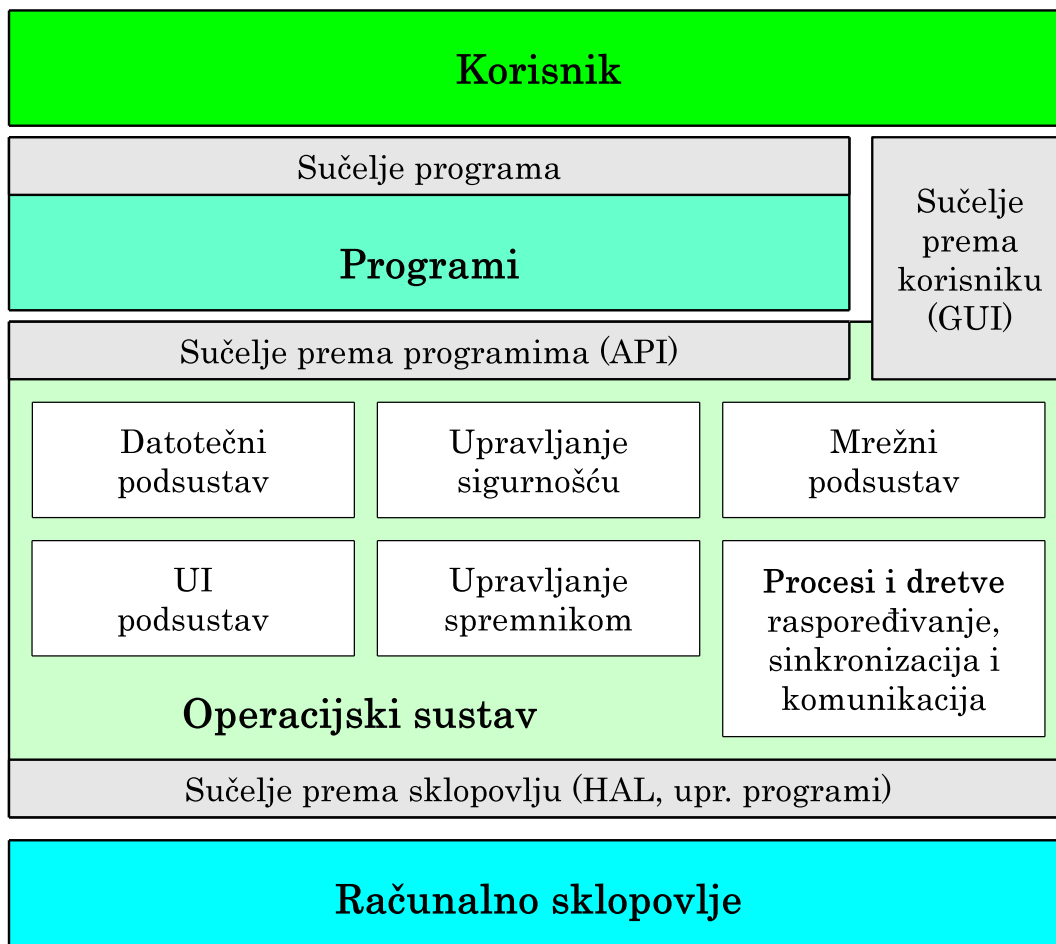 Korisnik
Sučelje programa
Programi
Sučelje
prema
korisniku
(GUI)
Sučelje prema programima (API)
Datotečni
podsustav
Upravljanje
sigurnošću
Mrežni
podsustav
UI
podsustav
Upravljanje
spremnikom
Procesi i dretve
raspoređivanje,
sinkronizacija i
komunikacija
Operacijski sustav
Sučelje prema sklopovlju (HAL, upr. programi)
Računalno sklopovlje